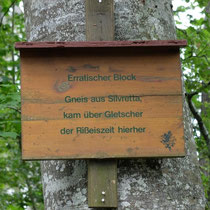 Erratischer Block
Gneis aus Silvretta,
kam über Gletscher
der Rißeiszeit hierher